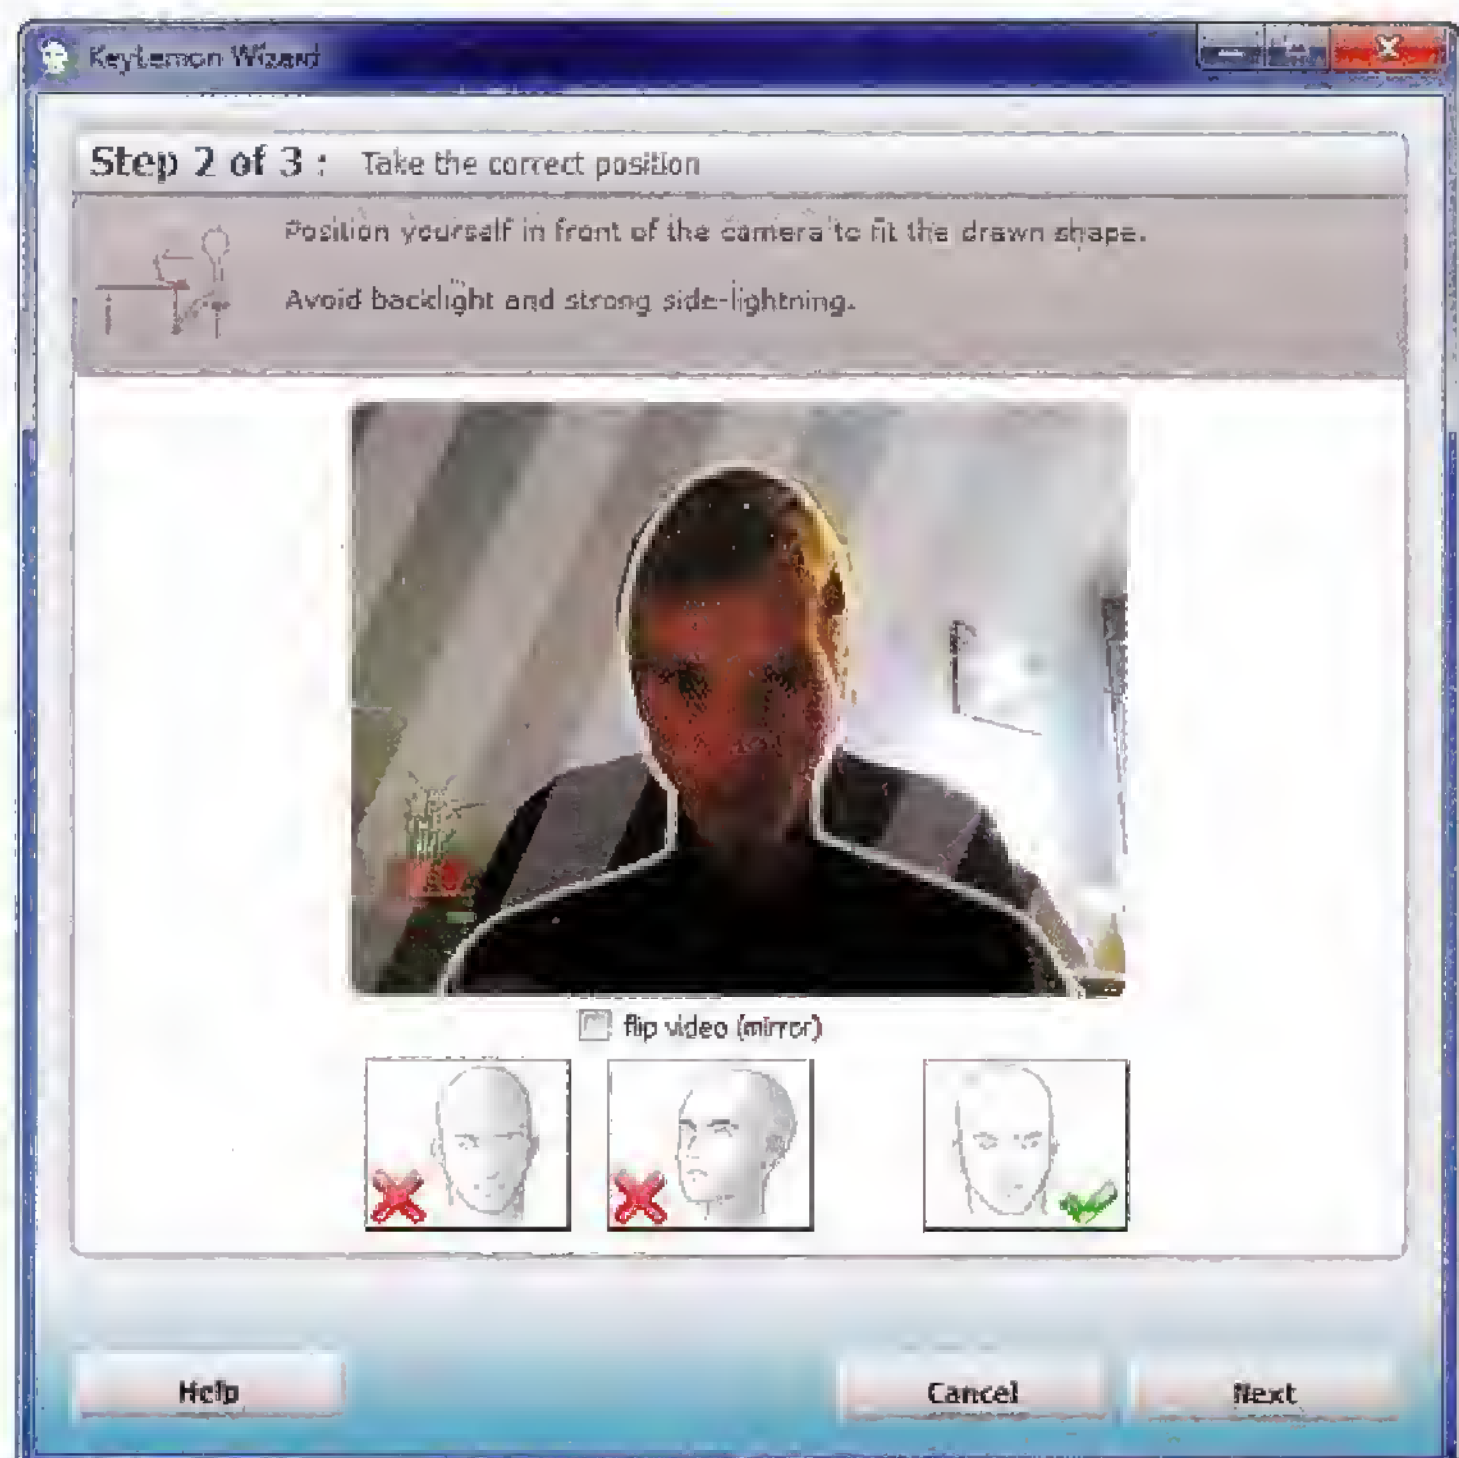 KeyLemon Wizard
Step 2 of 3 : Take the correct position
Position yourself in front of the camera to fit the drawn shape.
Avoid backlight and strong side-lightning.
flip video (mirror)
Help
Cancel
Next